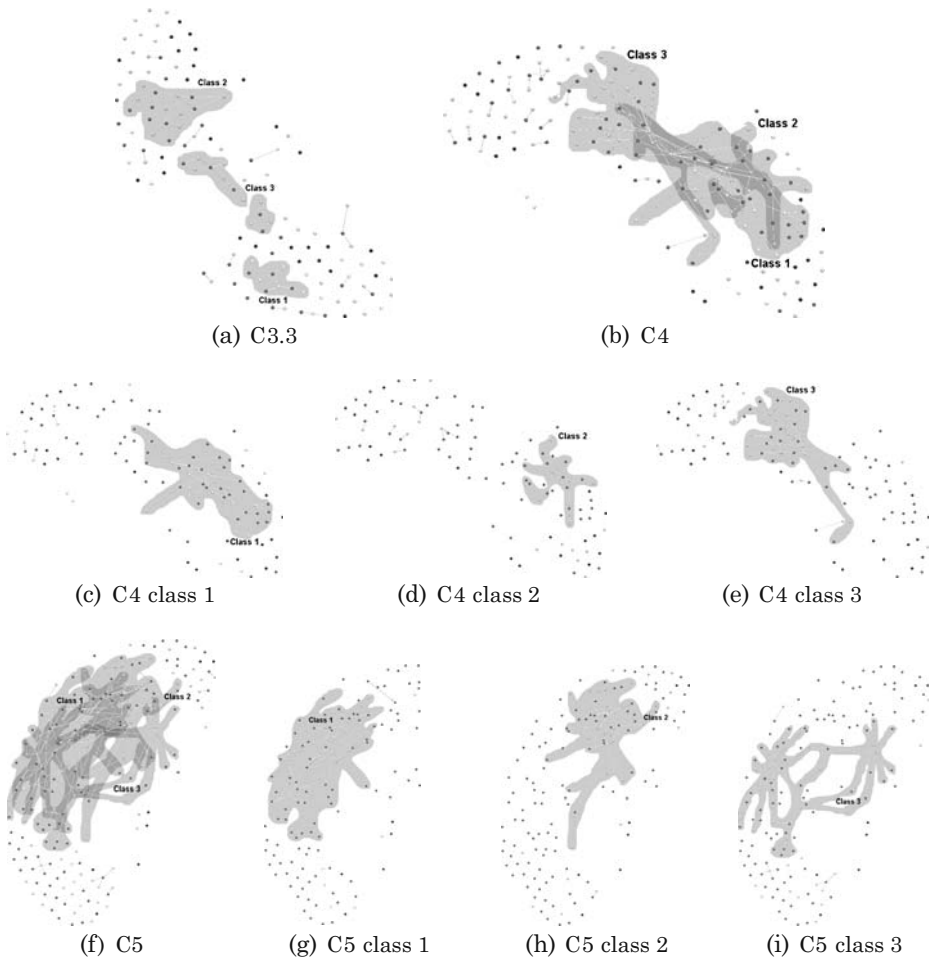 Class 2
Class 3
Class 1
(a) C3.3
Class 3
Class 2
Class 1
(b) C4
Class 1
(c) C4 class 1
Class 2
(d) C4 class 2
Class 3
(e) C4 class 3
Class 1
Class 2
Class 3
(f) C5
Class 1
(g) C5 class 1
Class 2
(h) C5 class 2
Class 3
(i) C5 class 3